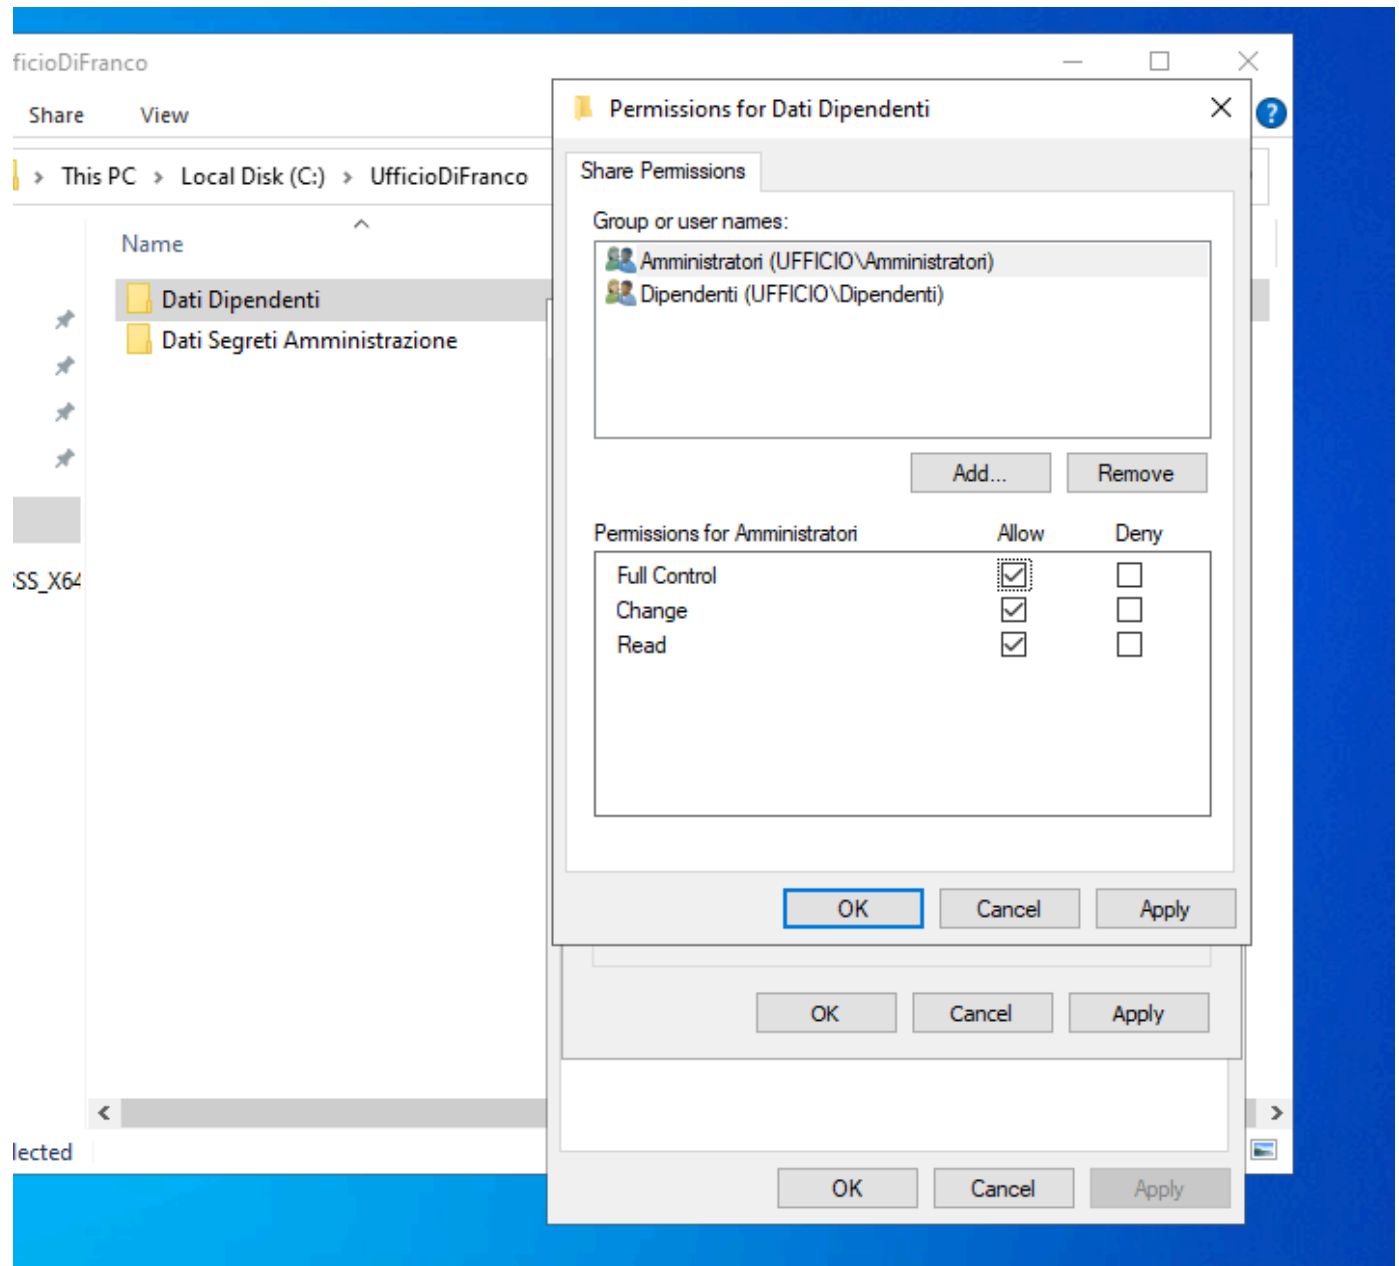 ficioDiFranco
Share View
> This PC > Local Disk (C:) > UfficioDiFranco
Name
Dati Dipendenti
Dati Segreti Amministrazione
SS_X64
lected
Permissions for Dati Dipendenti
Share Permissions
Group or user names:
Amministratori (UFFICIO\Amministratori)
Dipendenti (UFFICIO\Dipendenti)
Add... Remove
Permissions for Amministratori Allow Deny
Full Control
Change
Read
OK Cancel Apply
OK Cancel Apply
OK Cancel Apply